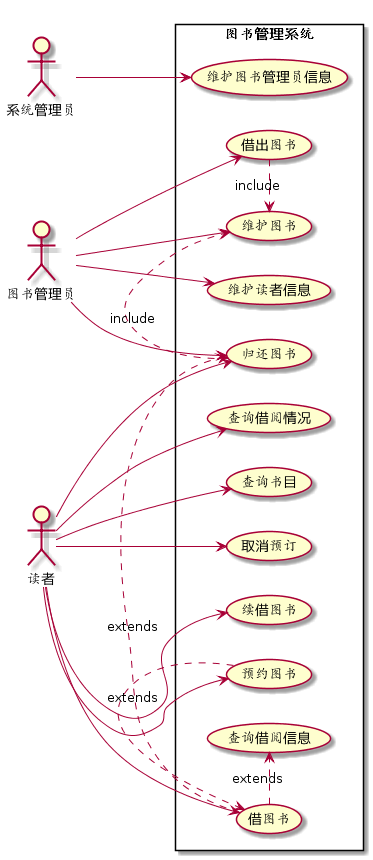 图书管理系统
系统管理员
维护图书管理员信息
借出图书
include
维护图书
图书管理员
维护读者信息
include
归还图书
查询借阅情况
查询书目
读者
取消预订
续借图书
extends
预约图书
extends
查询借阅信息
extends
借图书